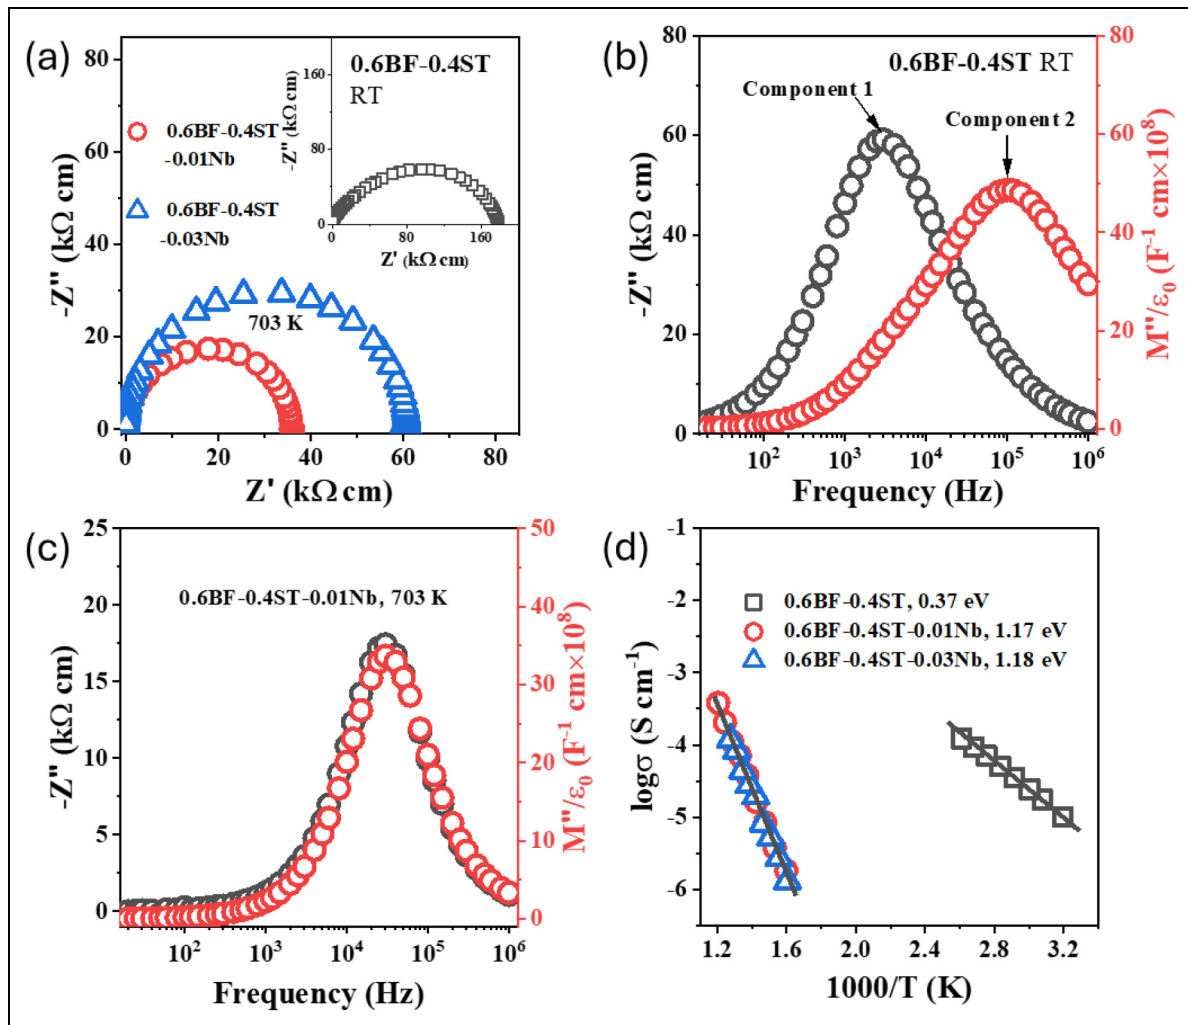 (a)
80
60
40
20
0
-Z" (kΩ cm)
0 20 40 60 80
Z' (kΩ cm)
0.6BF-0.4ST
-0.01Nb
0.6BF-0.4ST
-0.03Nb
703 K
0.6BF-0.4ST
RT
160
80
0
-Z" (kΩ cm)
0 80 160
Z' (kΩ cm)
(b)
80
60
40
20
0
-Z" (kΩ cm)
0.6BF-0.4ST RT
Component 1
Component 2
80
60
40
20
0
M"/ε₀ (F⁻¹ cm×10⁸)
10² 10³ 10⁴ 10⁵ 10⁶
Frequency (Hz)
(c)
25
20
15
10
5
0
-Z" (kΩ cm)
0.6BF-0.4ST-0.01Nb, 703 K
50
40
30
20
10
0
M"/ε₀ (F⁻¹ cm×10⁸)
10² 10³ 10⁴ 10⁵ 10⁶
Frequency (Hz)
(d)
-1
-2
-3
-4
-5
-6
logσ (S cm⁻¹)
0.6BF-0.4ST, 0.37 eV
0.6BF-0.4ST-0.01Nb, 1.17 eV
0.6BF-0.4ST-0.03Nb, 1.18 eV
1.2 1.6 2.0 2.4 2.8 3.2
1000/T (K)